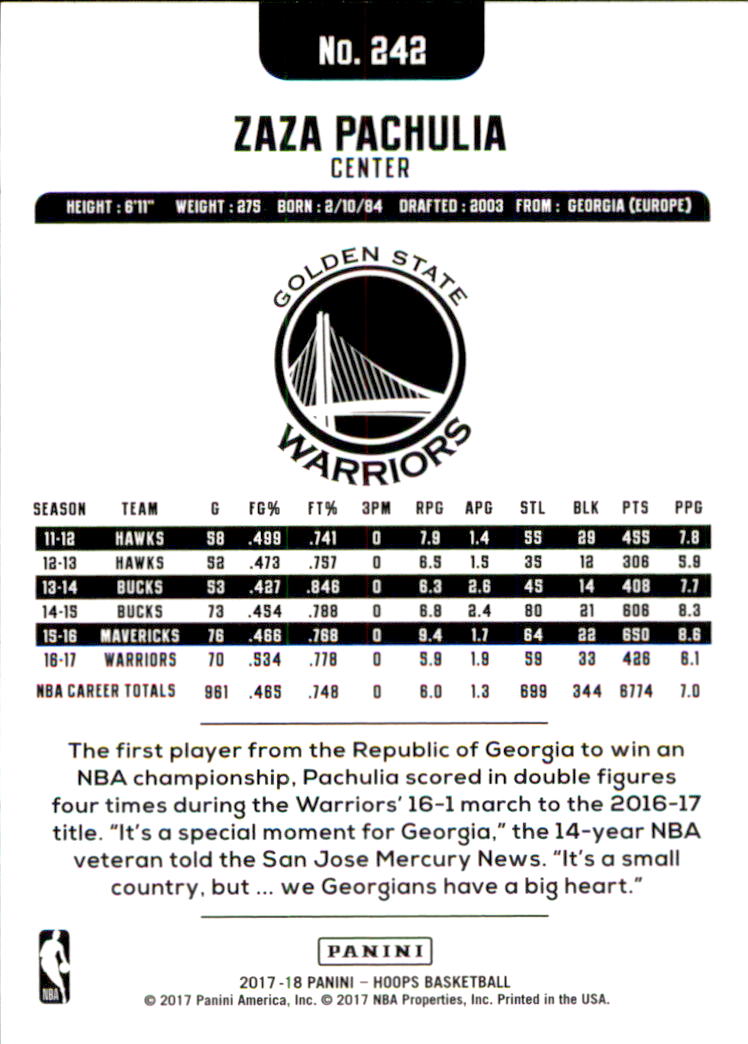 No. 242
ZAZA PACHULIA
CENTER
HEIGHT : 6'11" WEIGHT : 275 BORN : 2/10/84 DRAFTED : 2003 FROM : GEORGIA (EUROPE)
GOLDEN STATE
WARRIORS
SEASON TEAM G FG% FT% 3PM RPG APG STL BLK PTS PPG
11-12 HAWKS 58 .499 .741 0 7.9 1.4 55 29 455 7.8
12-13 HAWKS 52 .473 .757 0 6.5 1.5 35 12 306 5.9
13-14 BUCKS 53 .427 .846 0 6.3 2.6 45 14 408 7.7
14-15 BUCKS 73 .454 .788 0 6.8 2.4 80 21 606 8.3
15-16 MAVERICKS 76 .466 .768 0 9.4 1.7 64 22 650 8.6
16-17 WARRIORS 70 .534 .778 0 5.9 1.9 59 33 426 6.1
NBA CAREER TOTALS 961 .465 .748 0 6.0 1.3 699 344 6774 7.0
The first player from the Republic of Georgia to win an
NBA championship, Pachulia scored in double figures
four times during the Warriors' 16-1 march to the 2016-17
title. "It's a special moment for Georgia," the 14-year NBA
veteran told the San Jose Mercury News. "It's a small
country, but ... we Georgians have a big heart."
PANINI
NBA
2017-18 PANINI – HOOPS BASKETBALL
© 2017 Panini America, Inc. © 2017 NBA Properties, Inc. Printed in the USA.